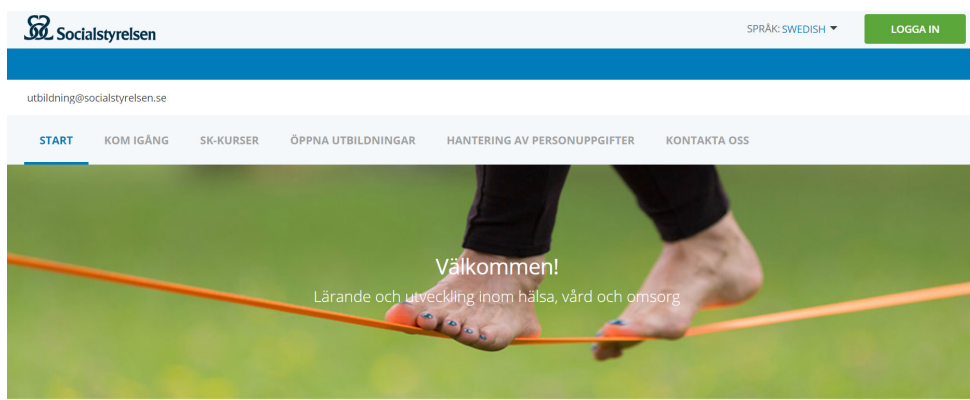 Socialstyrelsen
SPRÅK: SWEDISH
LOGGA IN
utbildning@socialstyrelsen.se
START KOM IGÅNG SK-KURSER ÖPPNA UTBILDNINGAR HANTERING AV PERSONUPPGIFTER KONTAKTA OSS
Välkommen!
Lärande och utveckling inom hälsa, vård och omsorg